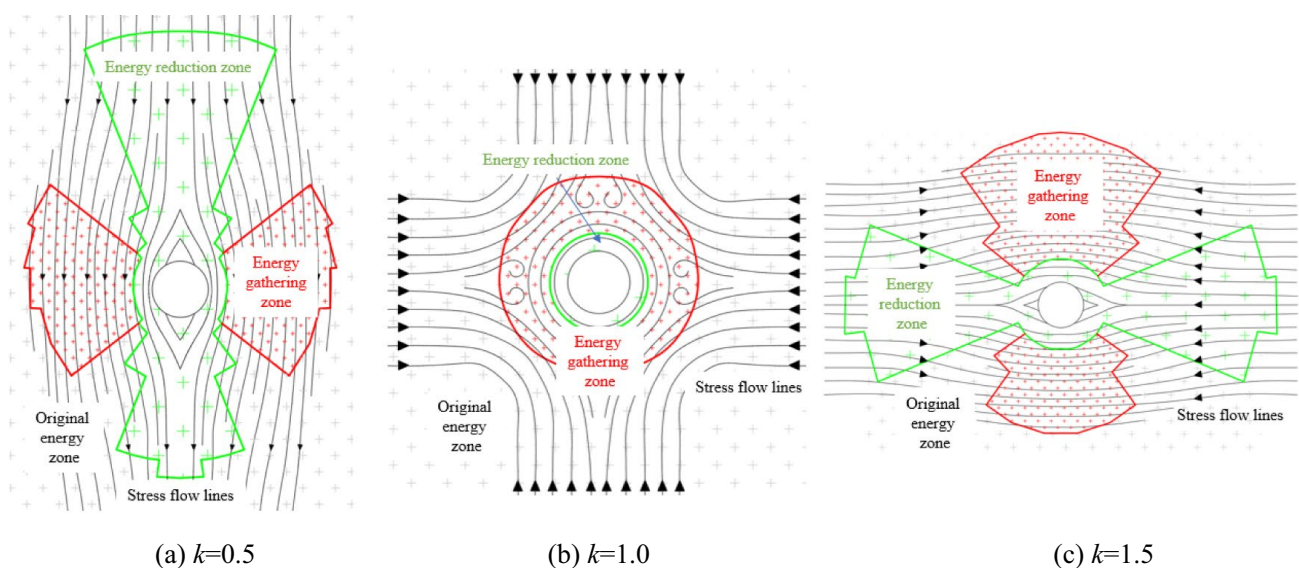 Energy reduction zone
Energy
gathering
zone
Original
energy
zone
Stress flow lines
(a) k=0.5
Energy reduction zone
Energy
gathering
zone
Original
energy
zone
Stress flow lines
(b) k=1.0
Energy
gathering
zone
Energy
reduction
zone
Original
energy
zone
Stress flow lines
(c) k=1.5